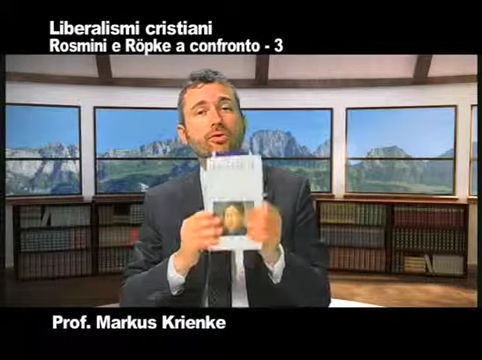 Liberalismi cristiani
Rosmini e Röpke a confronto - 3
Prof. Markus Krienke